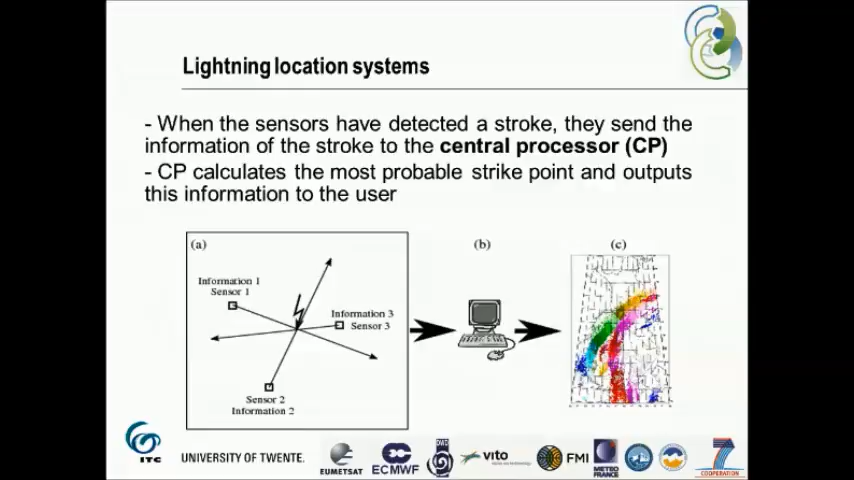 Lightning location systems
- When the sensors have detected a stroke, they send the
information of the stroke to the central processor (CP)
- CP calculates the most probable strike point and outputs
this information to the user
(a)
(b)
(c)
Information 1
Sensor 1
Information 3
Sensor 3
Sensor 2
Information 2
ITC
UNIVERSITY OF TWENTE.
EUMETSAT
ECMWF
DWD
vito
FMI
METEO
FRANCE
7
COOPERATION